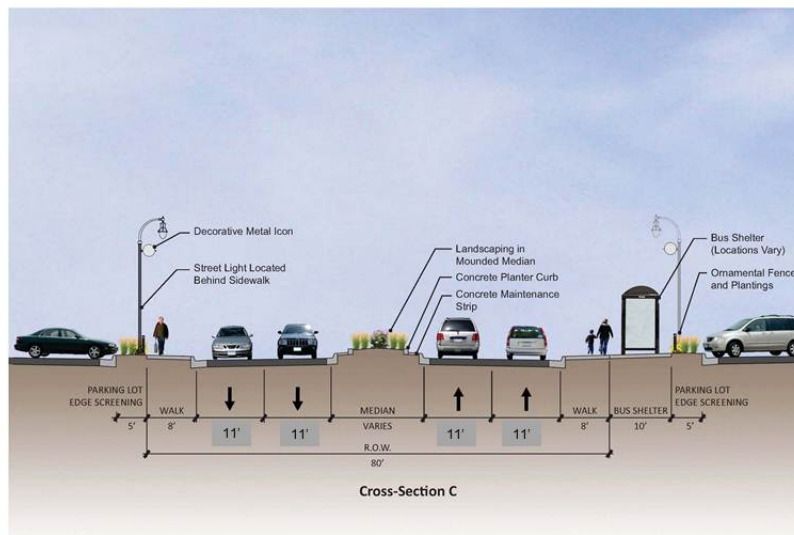 Decorative Metal Icon
Street Light Located
Behind Sidewalk
Landscaping in
Mounded Median
Concrete Planter Curb
Concrete Maintenance
Strip
Bus Shelter
(Locations Vary)
Ornamental Fence
and Plantings
PARKING LOT
EDGE SCREENING
WALK
MEDIAN
WALK
BUS SHELTER
PARKING LOT
EDGE SCREENING
5'
8'
11'
11'
VARIES
11'
11'
8'
10'
5'
R.O.W.
80'
Cross-Section C